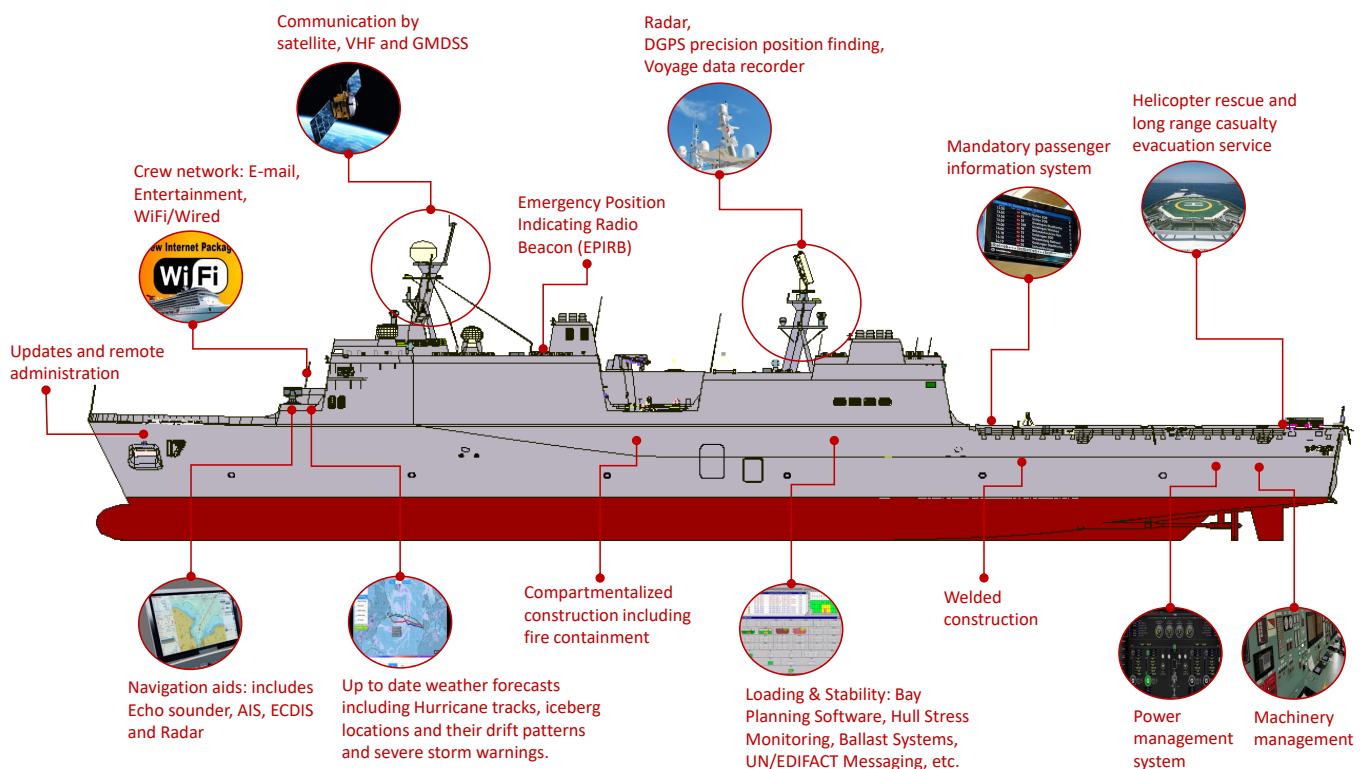 Communication by
satellite, VHF and GMDSS
Radar,
DGPS precision position finding,
Voyage data recorder
Helicopter rescue and
long range casualty
evacuation service
Mandatory passenger
information system
Crew network: E-mail,
Entertainment,
WiFi/Wired
ew Internet Packag
Wi Fi
Emergency Position
Indicating Radio
Beacon (EPIRB)
Updates and remote
administration
Navigation aids: includes
Echo sounder, AIS, ECDIS
and Radar
Up to date weather forecasts
including Hurricane tracks, iceberg
locations and their drift patterns
and severe storm warnings.
Compartmentalized
construction including
fire containment
Loading & Stability: Bay
Planning Software, Hull Stress
Monitoring, Ballast Systems,
UN/EDIFACT Messaging, etc.
Welded
construction
Power
management
system
Machinery
management